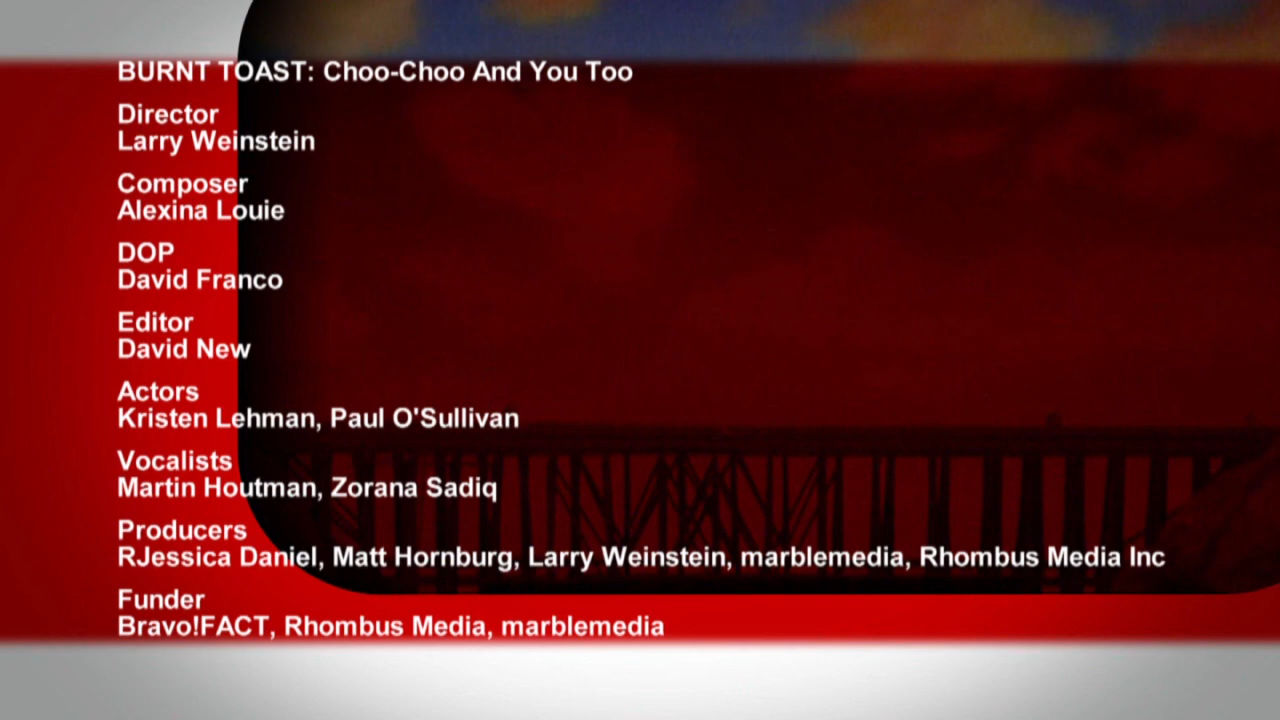 BURNT TOAST: Choo-Choo And You Too
Director
Larry Weinstein
Composer
Alexina Louie
DOP
David Franco
Editor
David New
Actors
Kristen Lehman, Paul O'Sullivan
Vocalists
Martin Houtman, Zorana Sadiq
Producers
RJessica Daniel, Matt Hornburg, Larry Weinstein, marblemedia, Rhombus Media Inc
Funder
Bravo!FACT, Rhombus Media, marblemedia